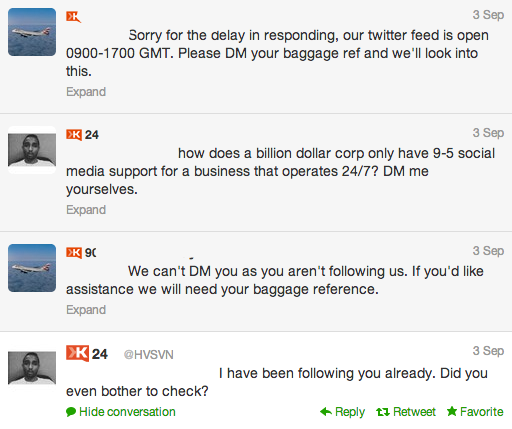 K
3 Sep
Sorry for the delay in responding, our twitter feed is open
0900-1700 GMT. Please DM your baggage ref and we'll look into
this.
Expand
K 24
3 Sep
how does a billion dollar corp only have 9-5 social
media support for a business that operates 24/7? DM me
yourselves.
Expand
K
3 Sep
We can't DM you as you aren't following us. If you'd like
assistance we will need your baggage reference.
Expand
K 24 @HVSVN
3 Sep
I have been following you already. Did you
even bother to check?
Hide conversation
Reply Retweet Favorite